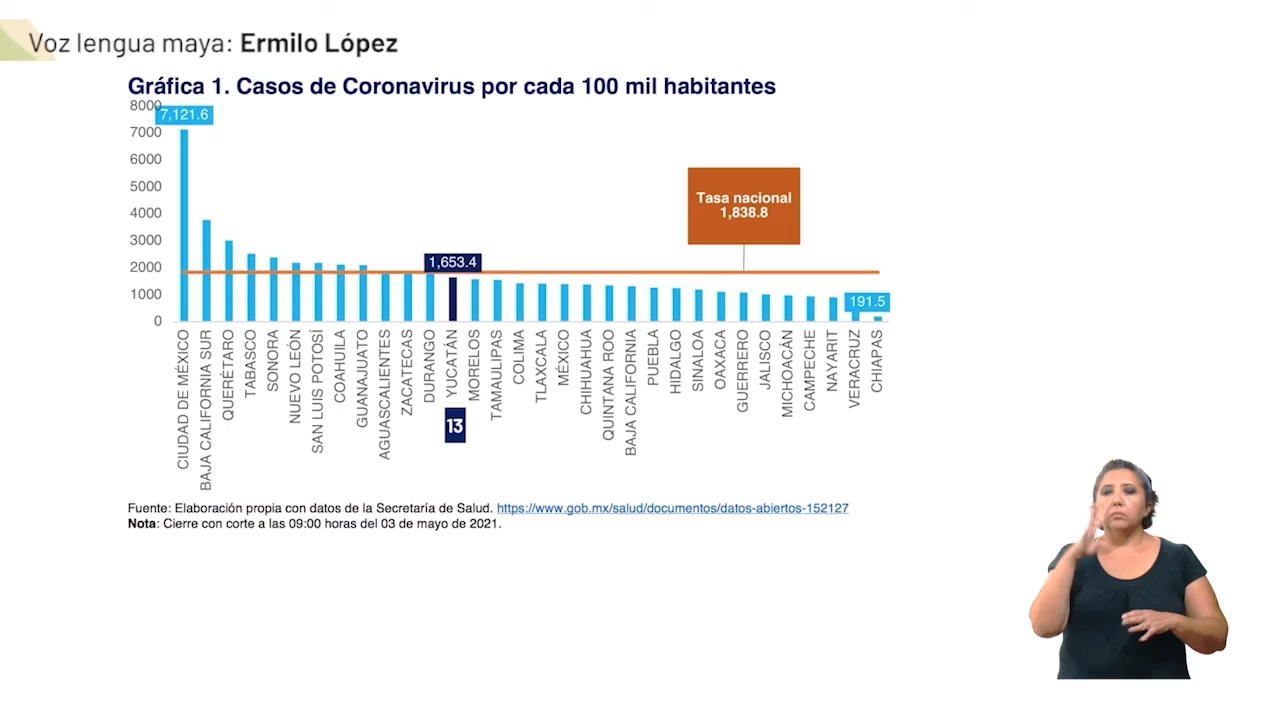 Voz lengua maya: Ermilo López
Gráfica 1. Casos de Coronavirus por cada 100 mil habitantes
8000
7,121.6
7000
6000
5000
4000
3000
2000
1000
0
Tasa nacional
1,838.8
1,653.4
191.5
CIUDAD DE MÉXICO
BAJA CALIFORNIA SUR
QUERÉTARO
TABASCO
SONORA
NUEVO LEÓN
SAN LUIS POTOSÍ
COAHUILA
GUANAJUATO
AGUASCALIENTES
ZACATECAS
DURANGO
YUCATÁN
MORELOS
TAMAULIPAS
COLIMA
TLAXCALA
MÉXICO
CHIHUAHUA
QUINTANA ROO
BAJA CALIFORNIA
PUEBLA
HIDALGO
SINALOA
OAXACA
GUERRERO
JALISCO
MICHOACÁN
CAMPECHE
NAYARIT
VERACRUZ
CHIAPAS
13
Fuente: Elaboración propia con datos de la Secretaría de Salud. https://www.gob.mx/salud/documentos/datos-abiertos-152127
Nota: Cierre con corte a las 09:00 horas del 03 de mayo de 2021.